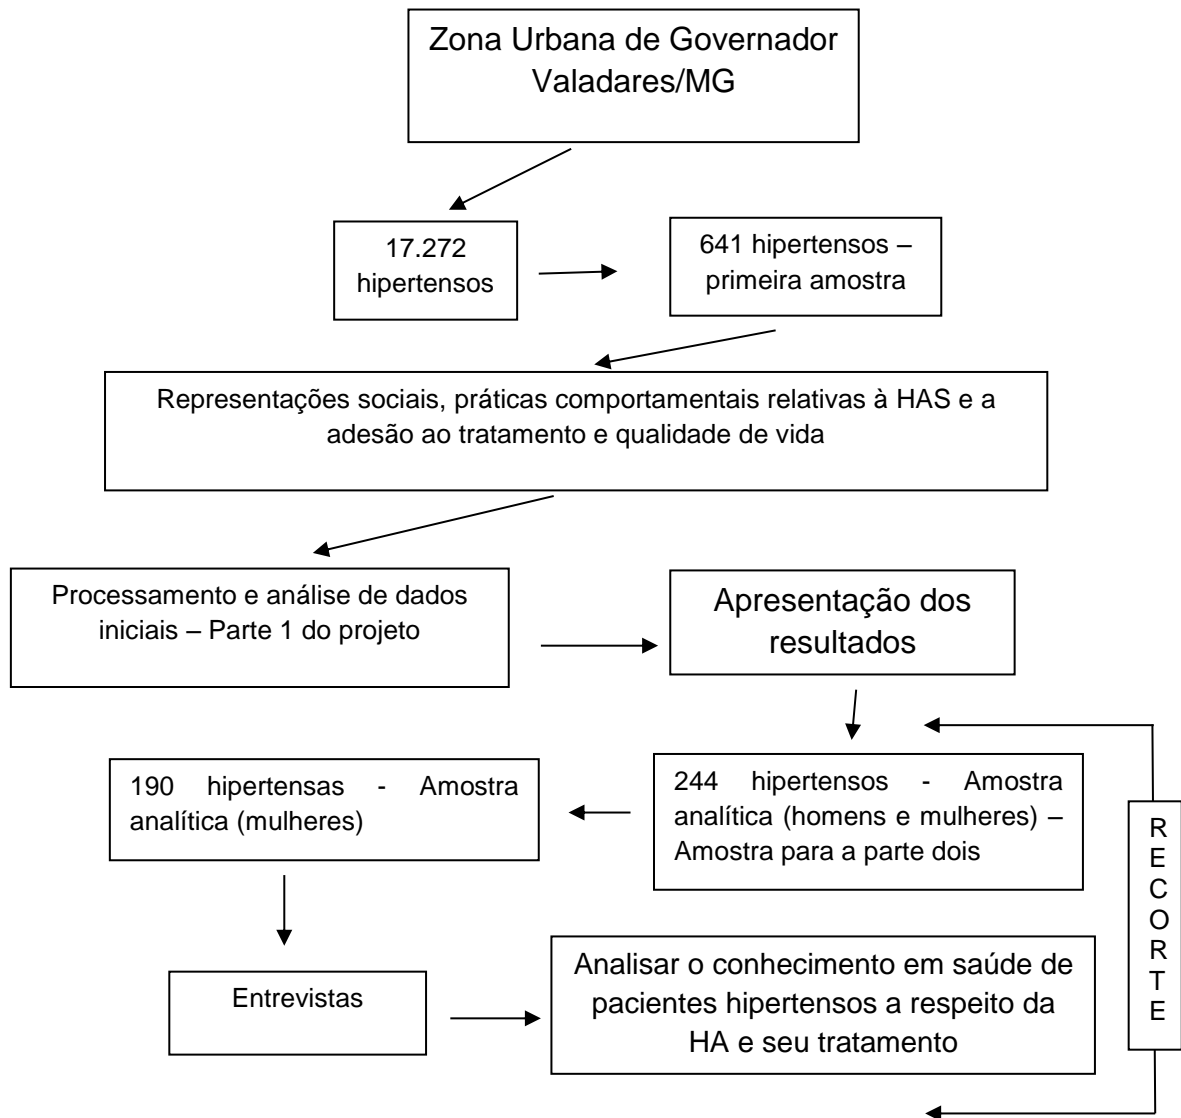 Zona Urbana de Governador
Valadares/MG
17.272
hipertensos
641 hipertensos –
primeira amostra
Representações sociais, práticas comportamentais relativas à HAS e a
adesão ao tratamento e qualidade de vida
Processamento e análise de dados
iniciais – Parte 1 do projeto
Apresentação dos
resultados
190 hipertensas - Amostra
analítica (mulheres)
244 hipertensos - Amostra
analítica (homens e mulheres) –
Amostra para a parte dois
R
E
C
O
R
T
E
Entrevistas
Analisar o conhecimento em saúde de
pacientes hipertensos a respeito da
HA e seu tratamento